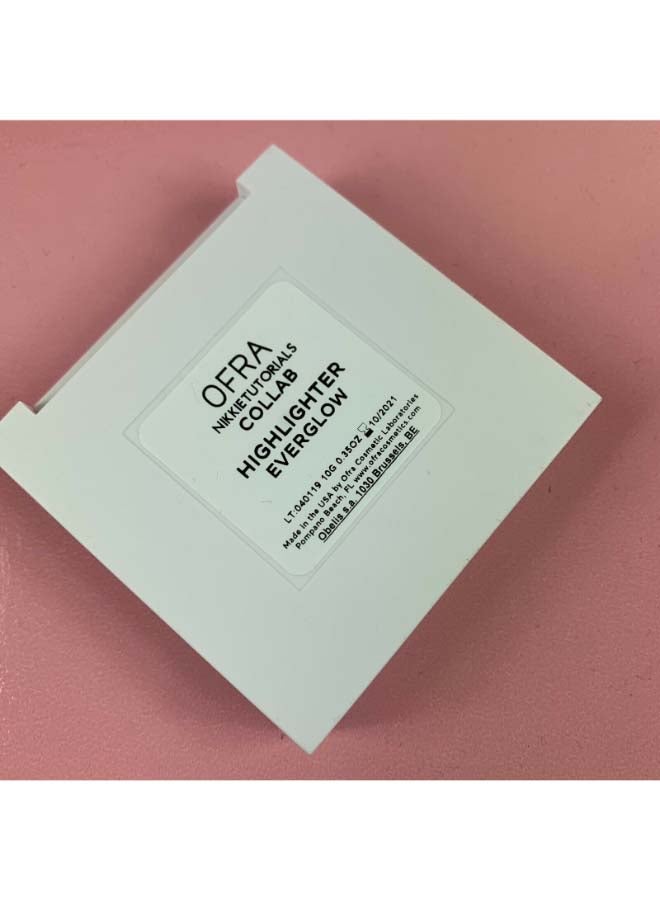 OFRA
NIKKIETUTORIALS
COLLAB
HIGHLIGHTER
EVERGLOW
LT:040119 10G 0.35OZ 10/2021
Made in the USA by Ofra Cosmetic Laboratories
Pompano Beach, FL www.ofracosmetics.com
Obelis s.a. 1030 Brussels, BE